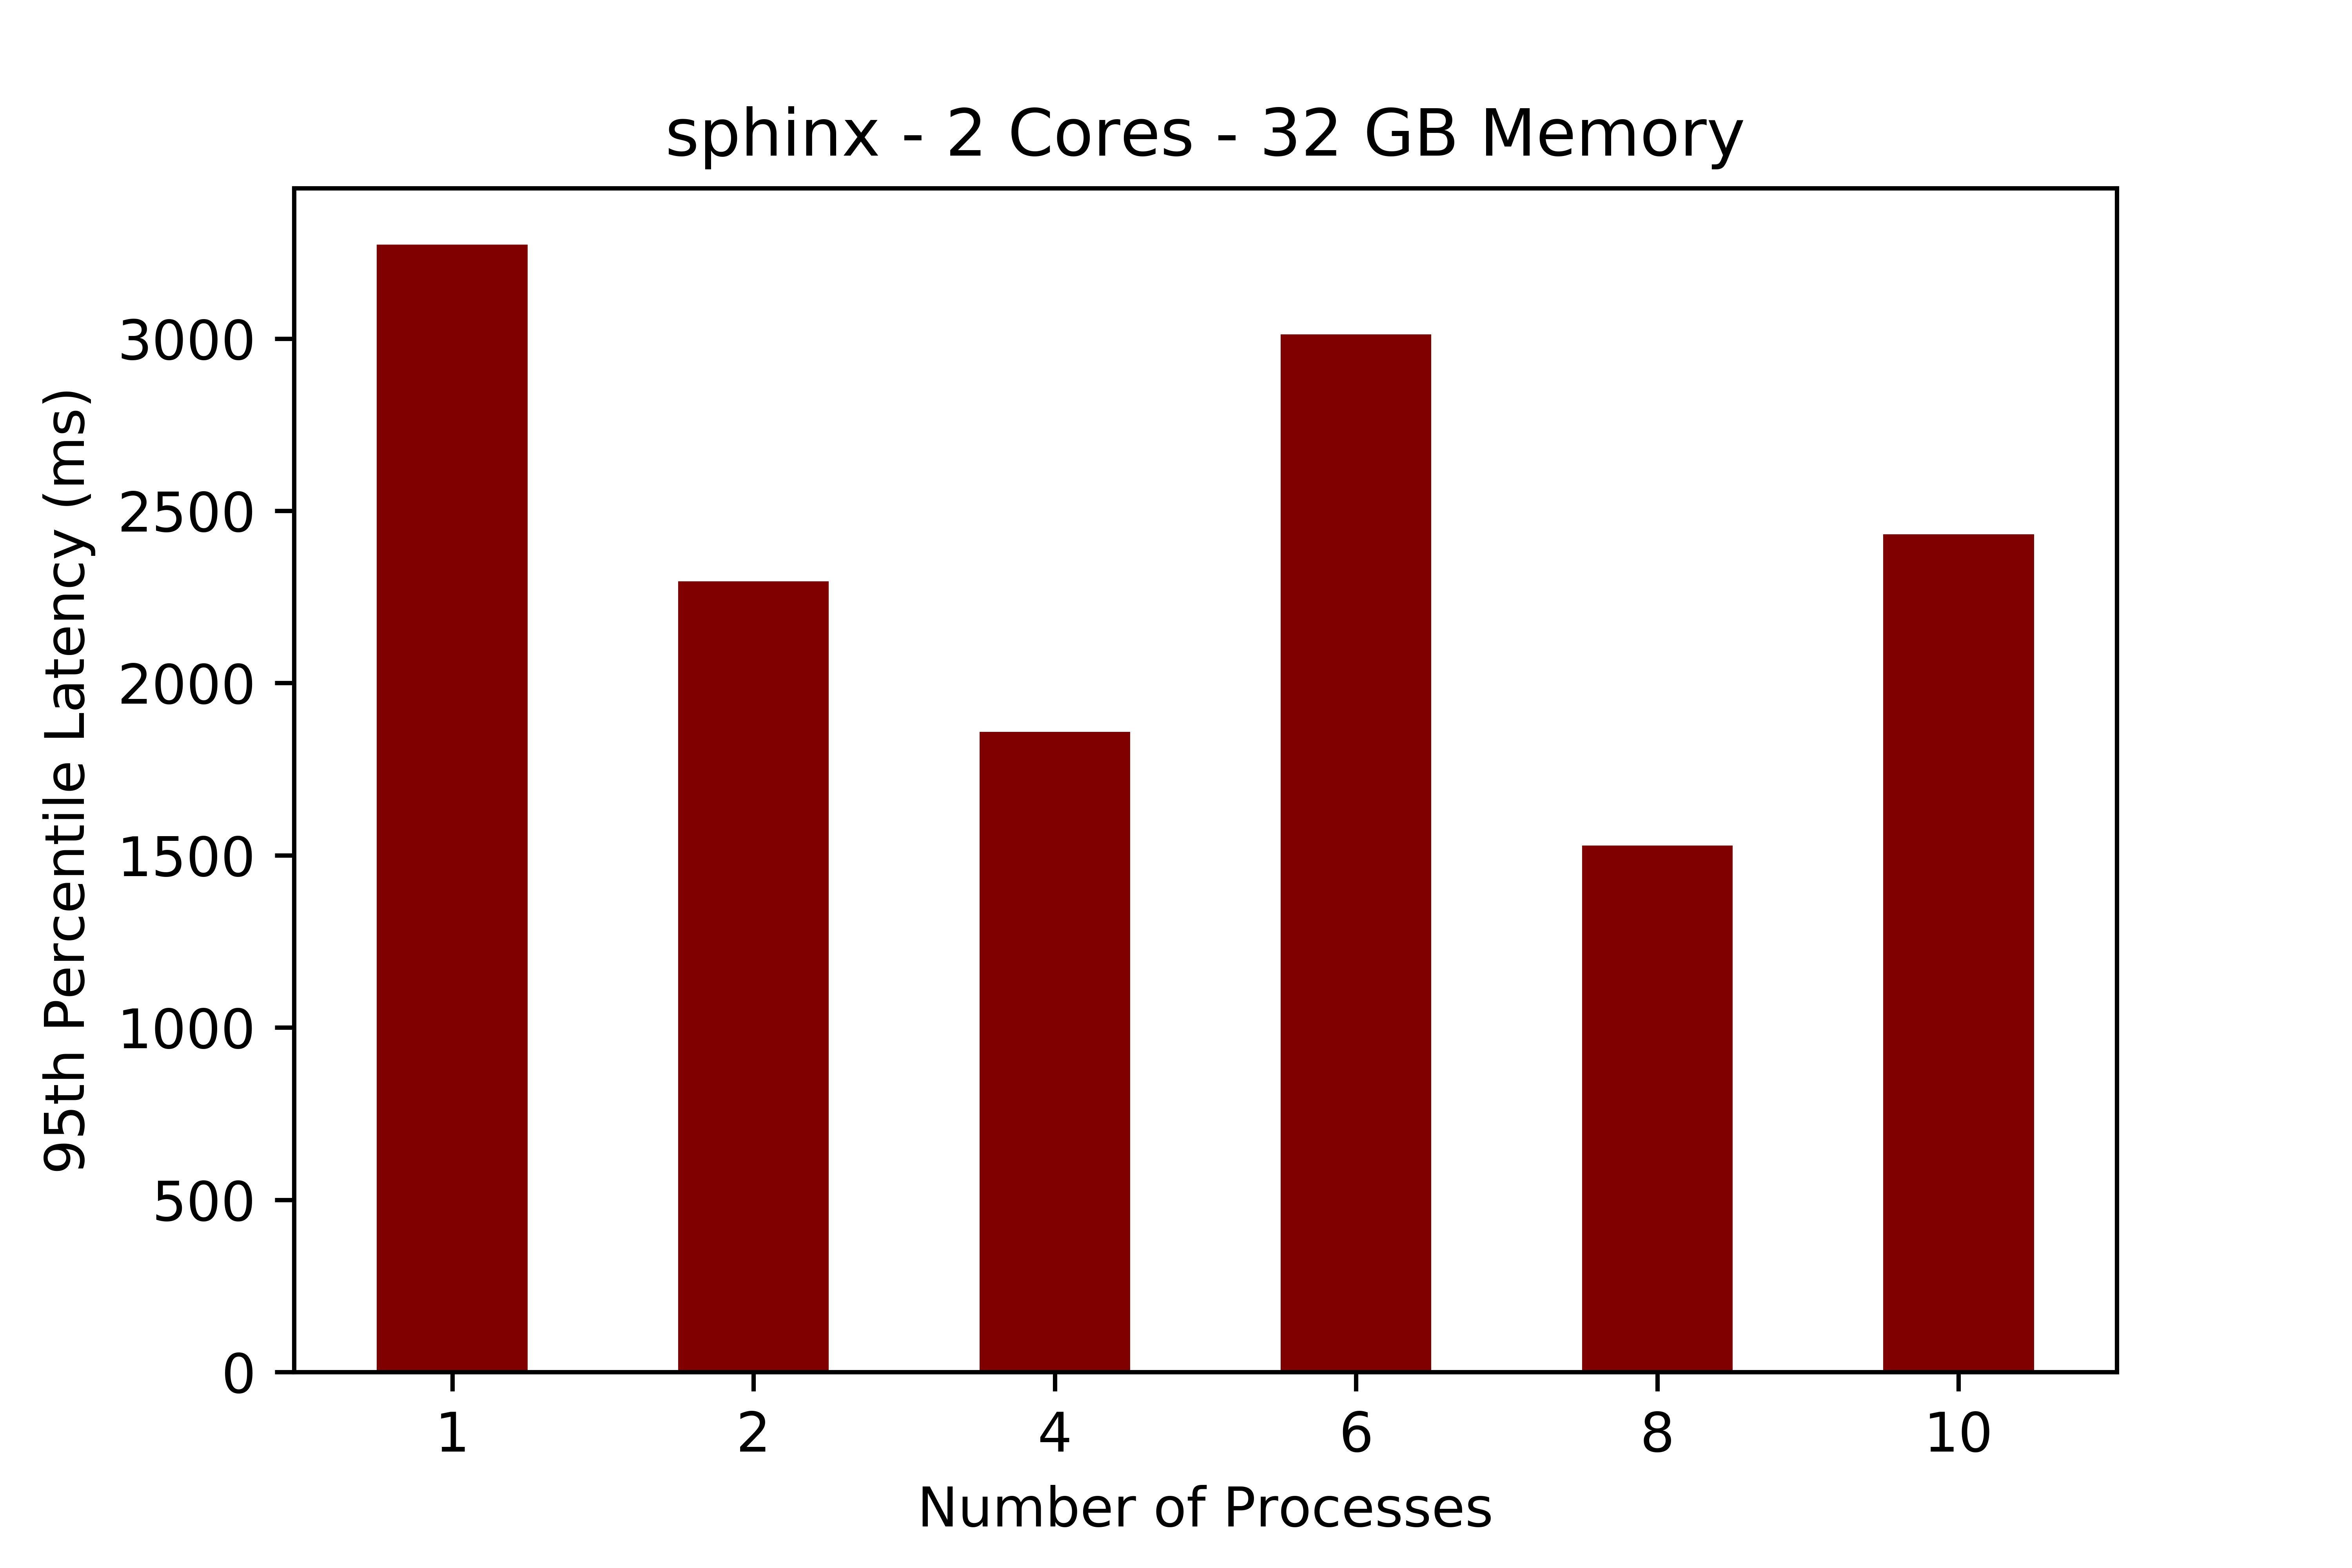 sphinx - 2 Cores - 32 GB Memory
95th Percentile Latency (ms)
3000
2500
2000
1500
1000
500
0
1 2 4 6 8 10
Number of Processes